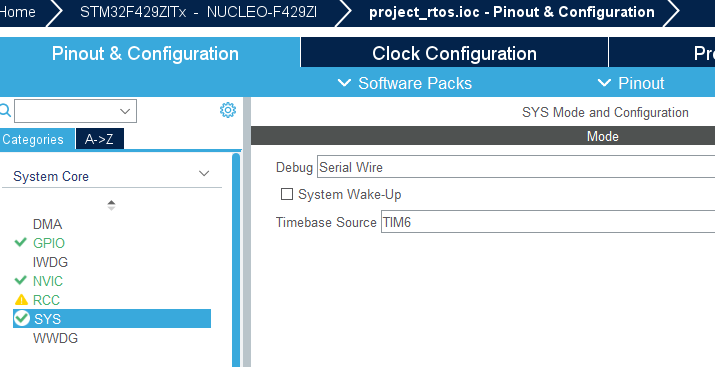 Home STM32F429ZITx - NUCLEO-F429ZI project_rtos.ioc - Pinout & Configuration
Pinout & Configuration Clock Configuration Pr
Software Packs Pinout
SYS Mode and Configuration
Categories A->Z
Mode
System Core
Debug Serial Wire
System Wake-Up
Timebase Source TIM6
DMA
GPIO
IWDG
NVIC
RCC
SYS
WWDG